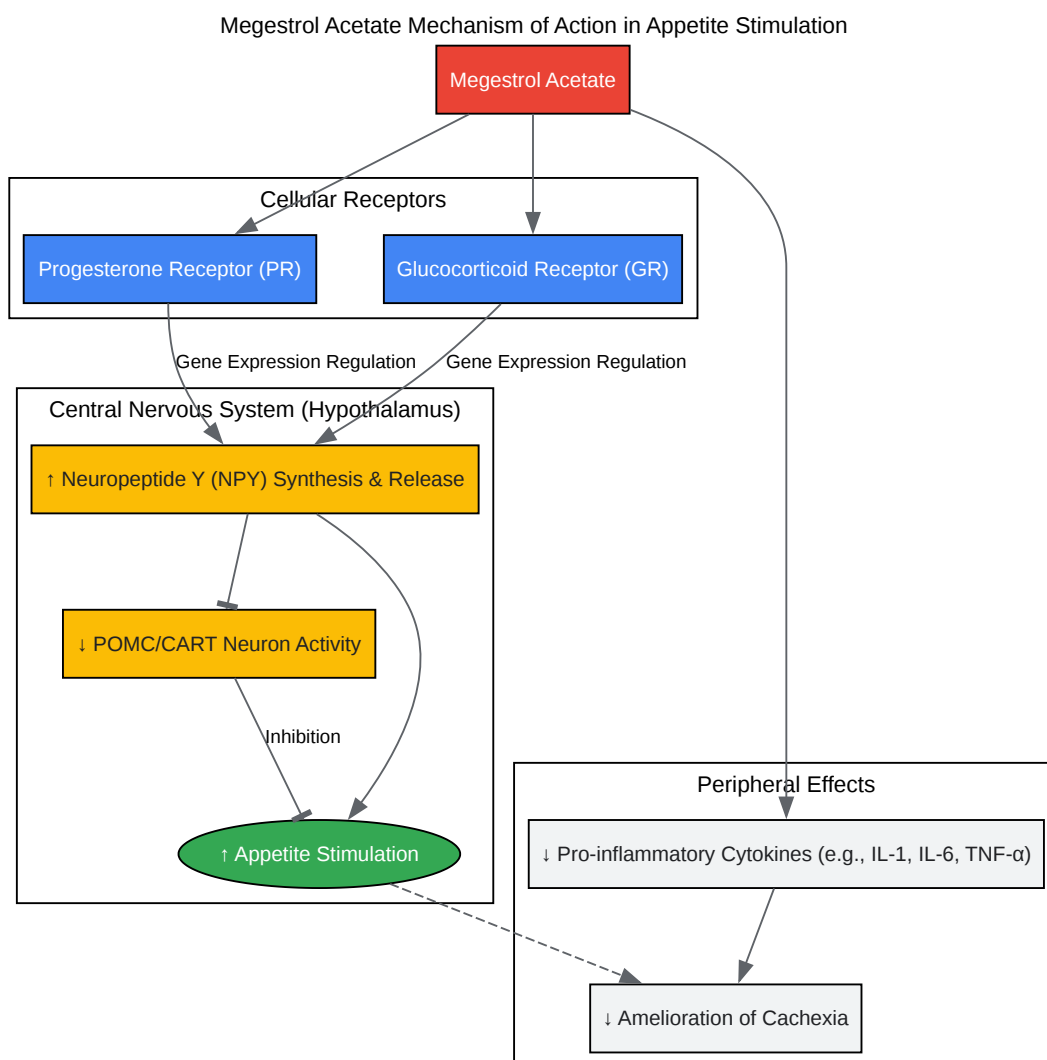 Megestrol Acetate Mechanism of Action in Appetite Stimulation
Megestrol Acetate
Cellular Receptors
Progesterone Receptor (PR)
Glucocorticoid Receptor (GR)
Gene Expression Regulation
Gene Expression Regulation
Central Nervous System (Hypothalamus)
↑ Neuropeptide Y (NPY) Synthesis & Release
↓ POMC/CART Neuron Activity
Inhibition
↑ Appetite Stimulation
Peripheral Effects
↓ Pro-inflammatory Cytokines (e.g., IL-1, IL-6, TNF-α)
↓ Amelioration of Cachexia